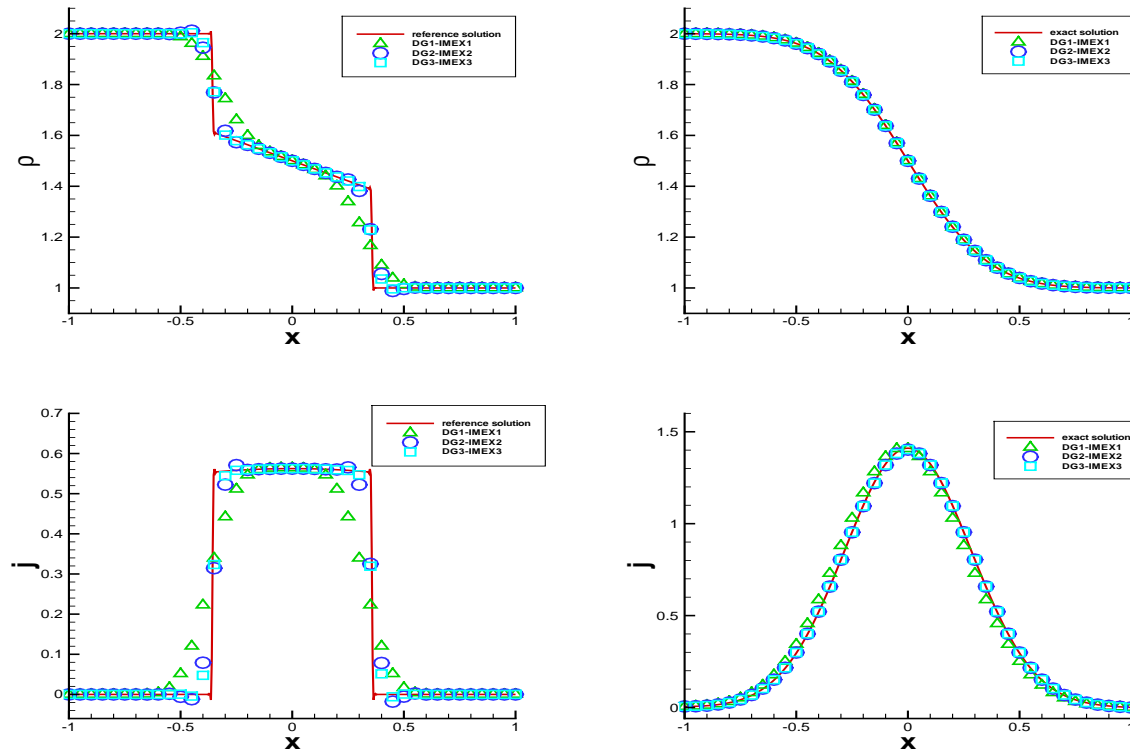 reference solution
DG1-IMEX1
DG2-IMEX2
DG3-IMEX3
ρ
2
1.8
1.6
1.4
1.2
1
-1
-0.5
0
0.5
1
x
exact solution
DG1-IMEX1
DG2-IMEX2
DG3-IMEX3
ρ
2
1.8
1.6
1.4
1.2
1
-1
-0.5
0
0.5
1
x
reference solution
DG1-IMEX1
DG2-IMEX2
DG3-IMEX3
j
0.7
0.6
0.5
0.4
0.3
0.2
0.1
0
-1
-0.5
0
0.5
1
x
exact solution
DG1-IMEX1
DG2-IMEX2
DG3-IMEX3
j
1.5
1
0.5
0
-1
-0.5
0
0.5
1
x